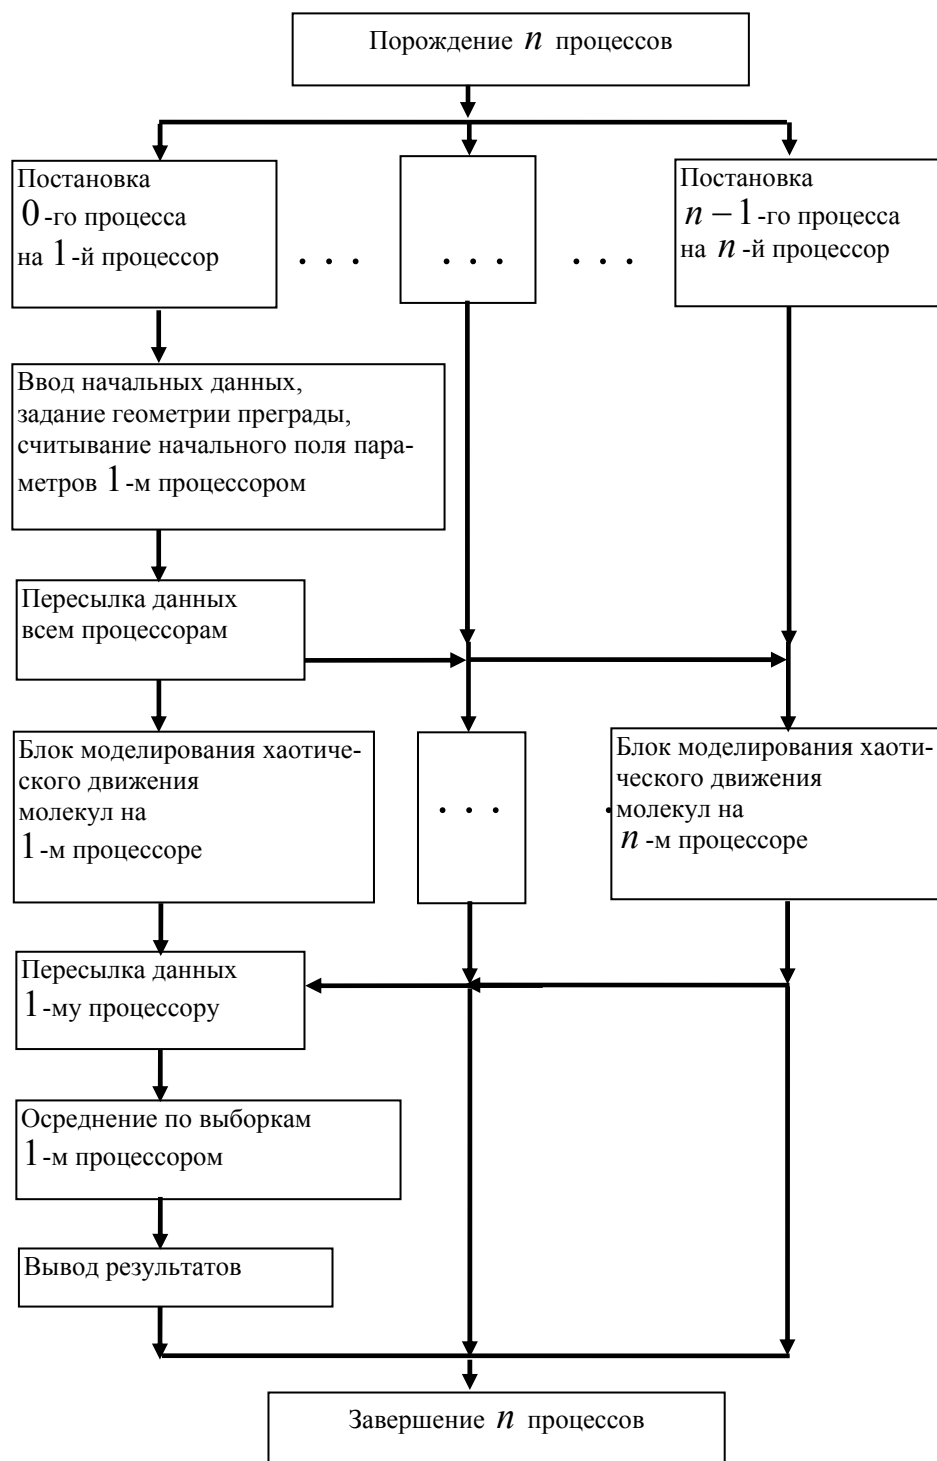 Порождение n процессов
Постановка
0-го процесса
на 1-й процессор
. . .
. . .
. . .
Постановка
n − 1-го процесса
на n-й процессор
Ввод начальных данных,
задание геометрии преграды,
считывание начального поля пара-
метров 1-м процессором
Пересылка данных
всем процессорам
Блок моделирования хаотиче-
ского движения
молекул на
1-м процессоре
. . .
.
Блок моделирования хаоти-
ческого движения
молекул на
n-м процессоре
Пересылка данных
1-му процессору
Осреднение по выборкам
1-м процессором
Вывод результатов
Завершение n процессов